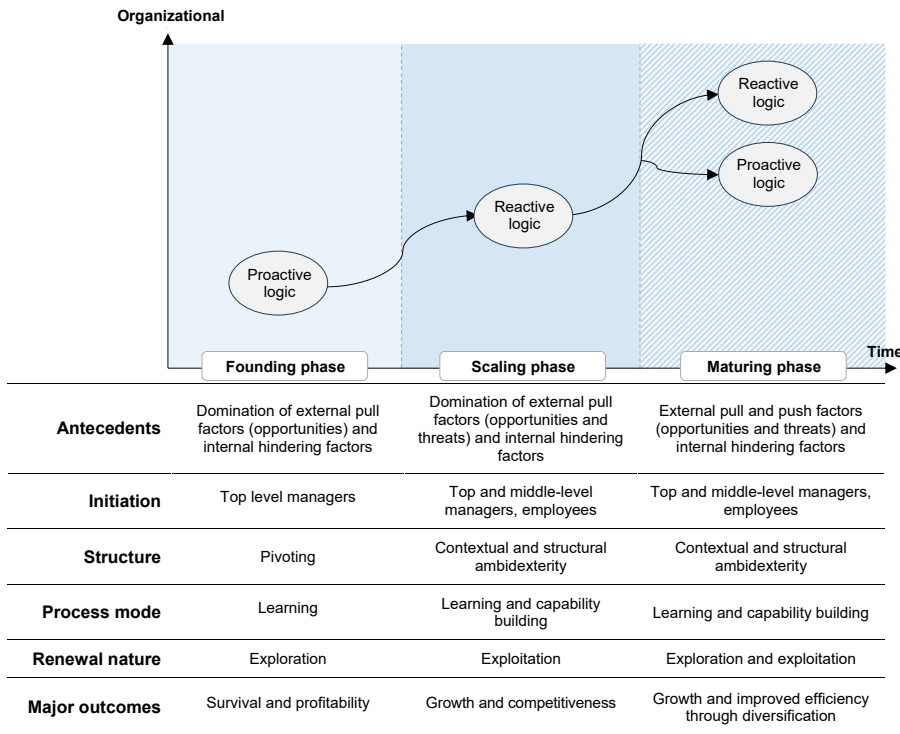 Organizational
Reactive
logic
Proactive
logic
Reactive
logic
Proactive
logic
Time
Founding phase
Scaling phase
Maturing phase
Antecedents
Domination of external pull
factors (opportunities) and
internal hindering factors
Domination of external pull
factors (opportunities and
threats) and internal hindering
factors
External pull and push factors
(opportunities and threats) and
internal hindering factors
Initiation
Top level managers
Top and middle-level
managers, employees
Top and middle-level managers,
employees
Structure
Pivoting
Contextual and structural
ambidexterity
Contextual and structural
ambidexterity
Process mode
Learning
Learning and capability
building
Learning and capability building
Renewal nature
Exploration
Exploitation
Exploration and exploitation
Major outcomes
Survival and profitability
Growth and competitiveness
Growth and improved efficiency
through diversification